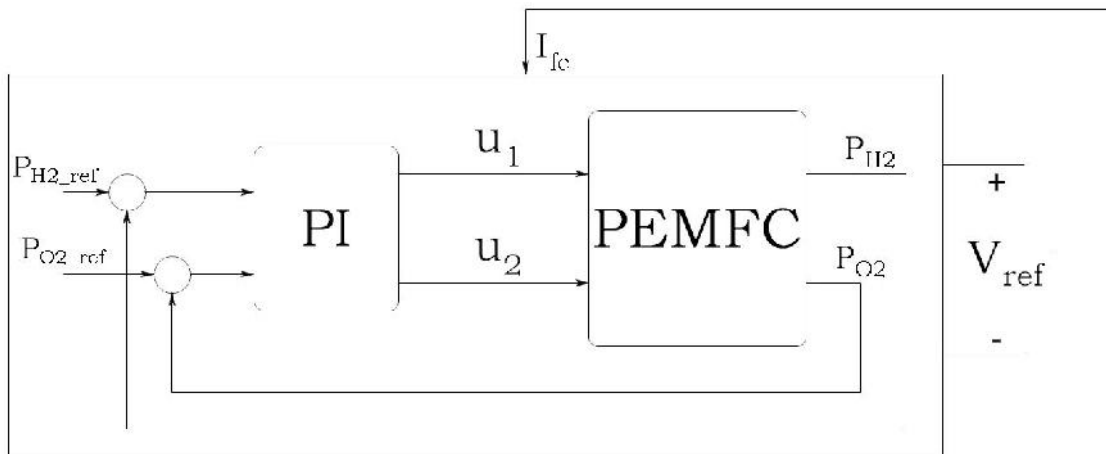 I_fc
P_H2_ref
P_O2_ref
PI
u_1
u_2
PEMFC
P_H2
P_O2
+
V_ref
-